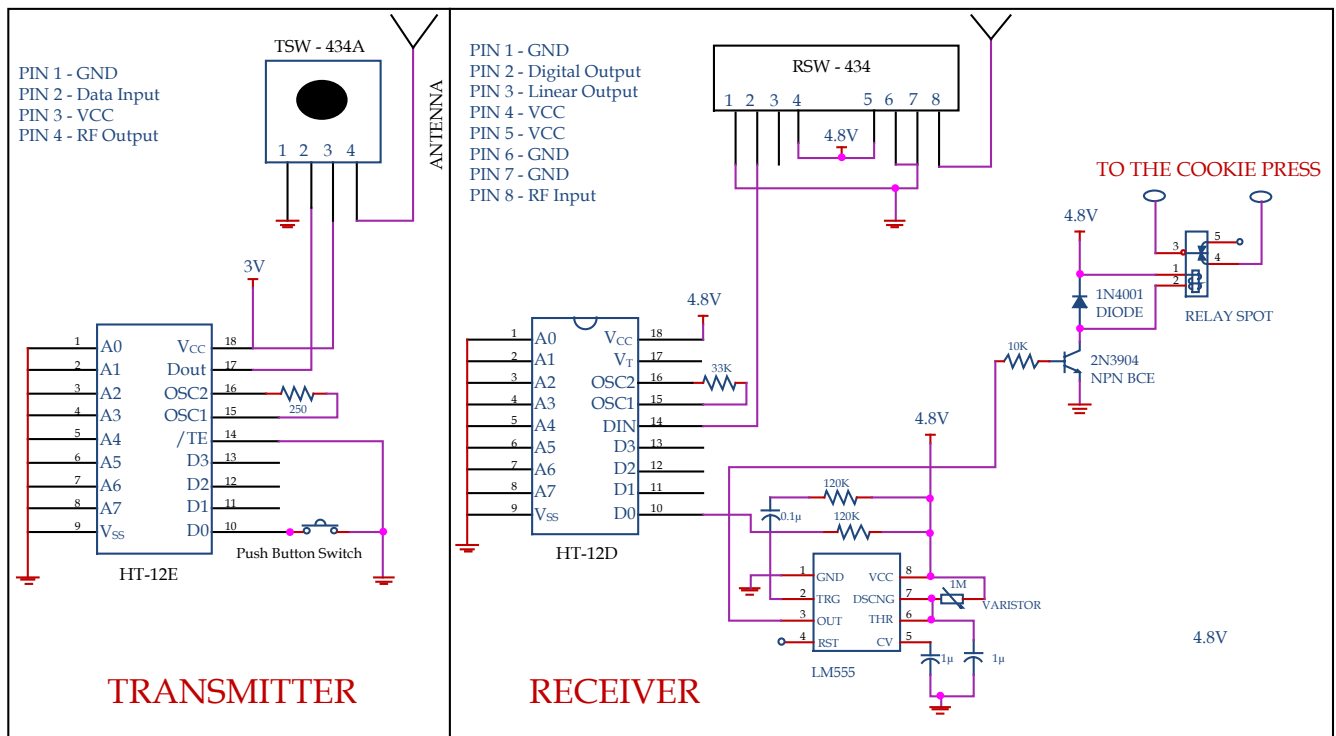 TSW - 434A
PIN 1 - GND
PIN 2 - Data Input
PIN 3 - VCC
PIN 4 - RF Output
1 2 3 4
ANTENNA
3V
1 A0
2 A1
3 A2
4 A3
5 A4
6 A5
7 A6
8 A7
9 VSS
VCC 18
Dout 17
OSC2 16
OSC1 15
/TE 14
D3 13
D2 12
D1 11
D0 10
250
Push Button Switch
HT-12E
TRANSMITTER
PIN 1 - GND
PIN 2 - Digital Output
PIN 3 - Linear Output
PIN 4 - VCC
PIN 5 - VCC
PIN 6 - GND
PIN 7 - GND
PIN 8 - RF Input
RSW - 434
1 2 3 4 5 6 7 8
4.8V
TO THE COOKIE PRESS
4.8V
3
1
2
5
4
1N4001
DIODE
RELAY SPOT
10K
2N3904
NPN BCE
4.8V
1 A0
2 A1
3 A2
4 A3
5 A4
6 A5
7 A6
8 A7
9 VSS
VCC 18
VT 17
OSC2 16
OSC1 15
DIN 14
D3 13
D2 12
D1 11
D0 10
33K
HT-12D
4.8V
120K
0.1µ
120K
1 GND
2 TRG
3 OUT
4 RST
VCC 8
DSCNG 7
THR 6
CV 5
1M
VARISTOR
1µ
1µ
LM555
4.8V
RECEIVER